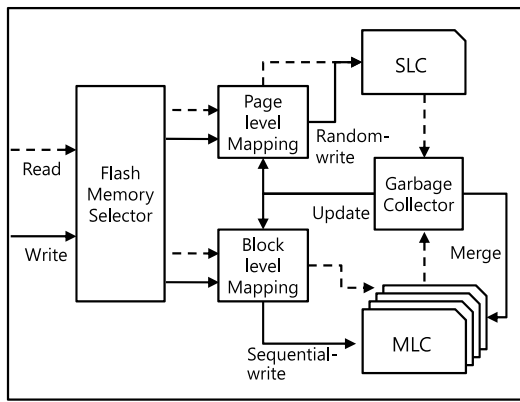 Read
Write
Flash
Memory
Selector
Page
level
Mapping
Random-
write
SLC
Garbage
Collector
Update
Merge
Block
level
Mapping
Sequential-
write
MLC